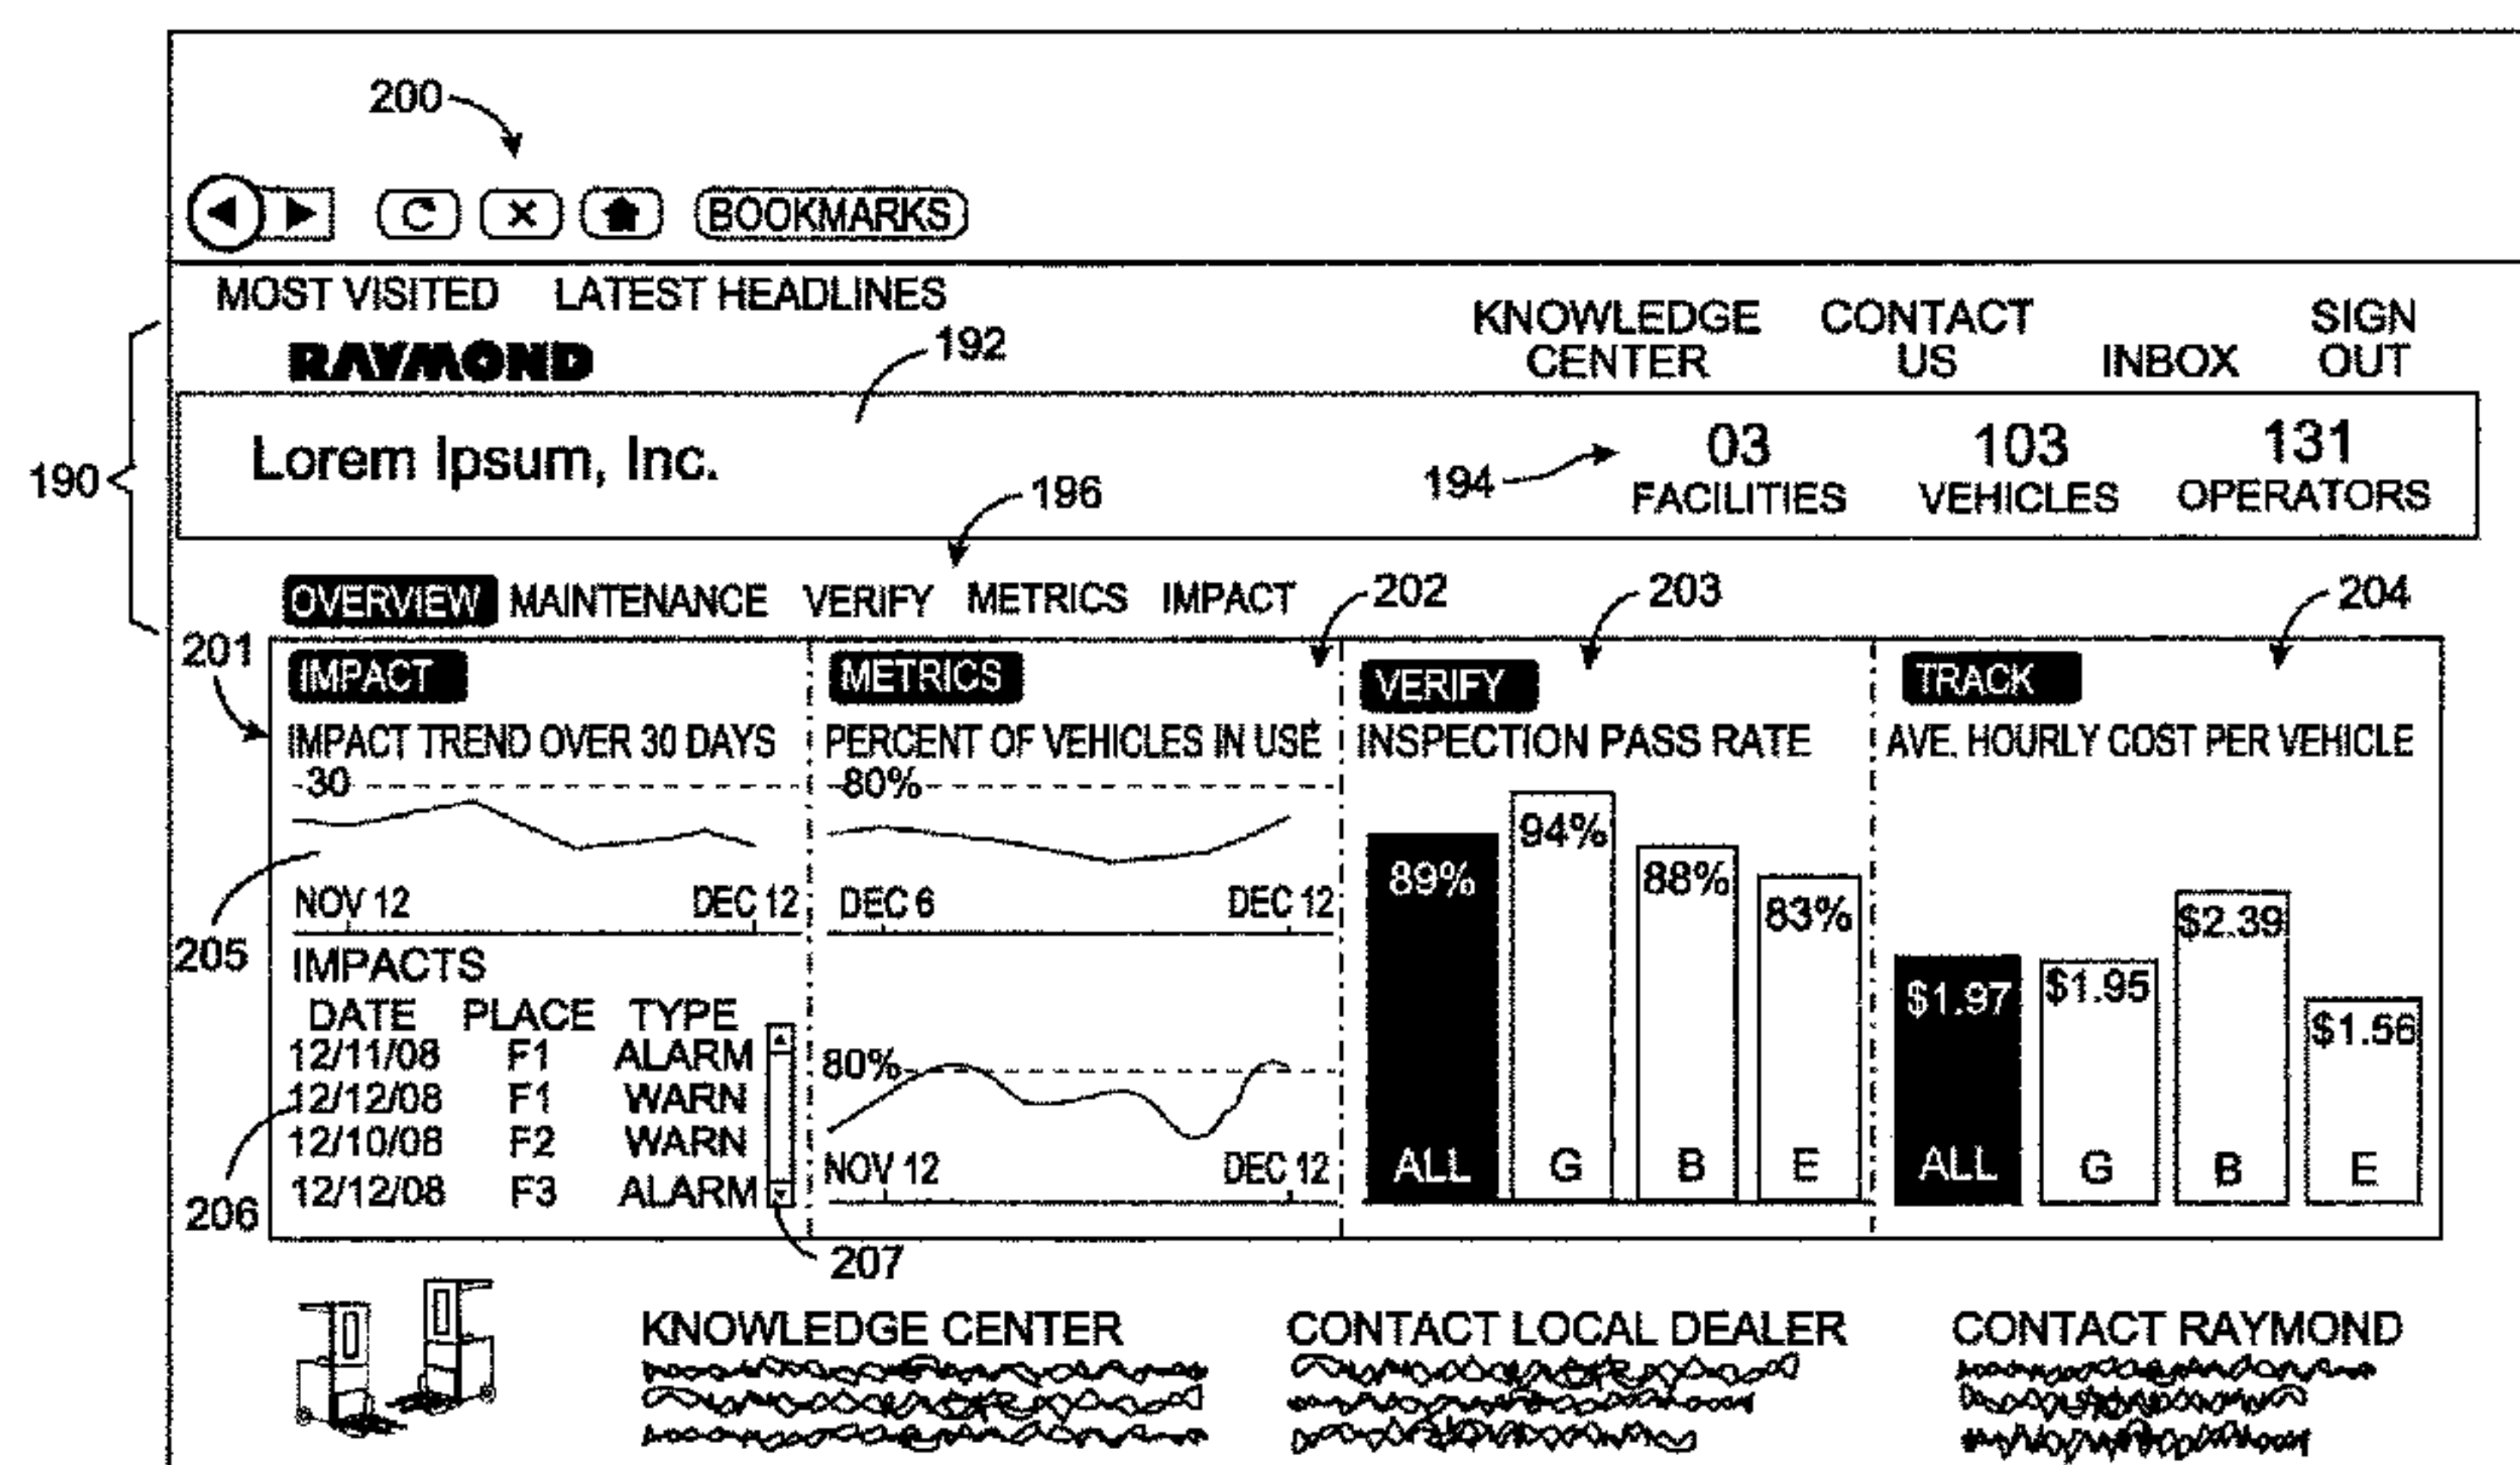 200
BOOKMARKS
MOST VISITED LATEST HEADLINES
KNOWLEDGE CENTER
CONTACT US
INBOX
SIGN OUT
RAYMOND
192
190
Lorem Ipsum, Inc.
194
03 FACILITIES
103 VEHICLES
131 OPERATORS
196
OVERVIEW MAINTENANCE VERIFY METRICS IMPACT
202
203
204
201
IMPACT
IMPACT TREND OVER 30 DAYS
30
NOV 12 DEC 12
205
IMPACTS
DATE PLACE TYPE
12/11/08 F1 ALARM
12/12/08 F1 WARN
12/10/08 F2 WARN
12/12/08 F3 ALARM
206
207
METRICS
PERCENT OF VEHICLES IN USE
80%
DEC 6 DEC 12
80%
NOV 12 DEC 12
VERIFY
INSPECTION PASS RATE
89% 94% 88% 83%
ALL G B E
TRACK
AVE. HOURLY COST PER VEHICLE
$1.97 $1.95 $2.39 $1.56
ALL G B E
KNOWLEDGE CENTER
CONTACT LOCAL DEALER
CONTACT RAYMOND